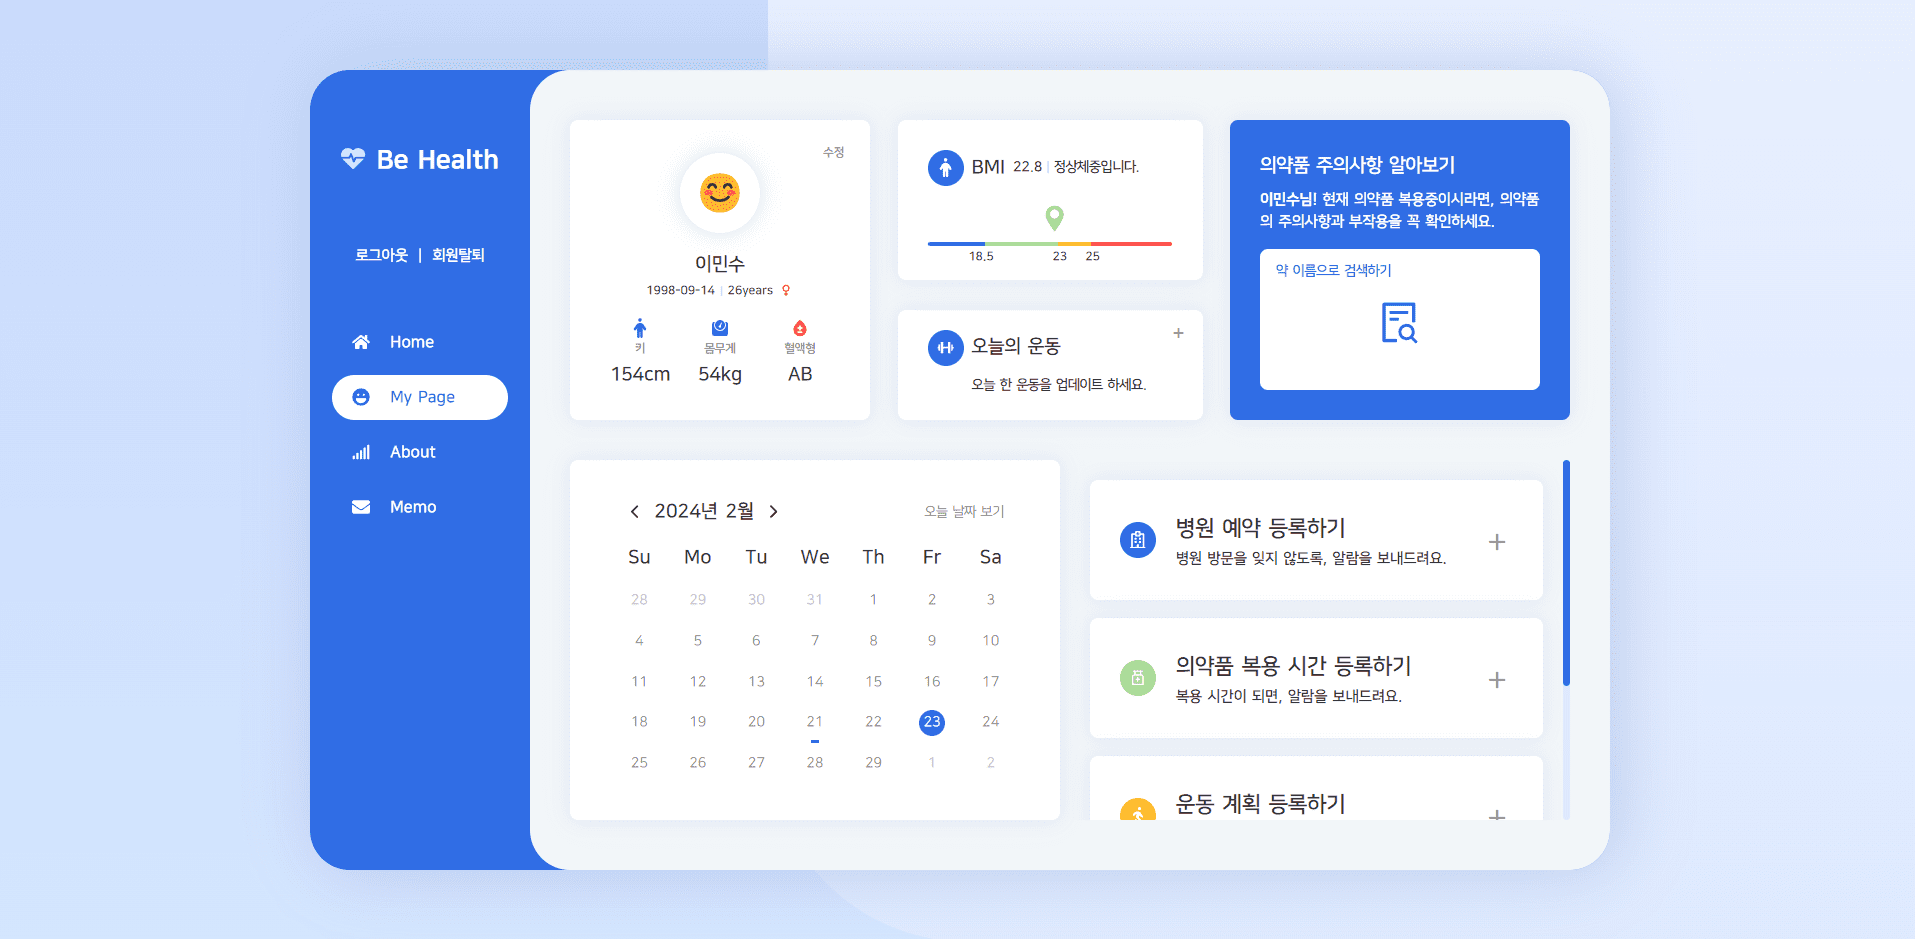 Be Health
로그아웃 | 회원탈퇴
Home
My Page
About
Memo
수정
이민수
1998-09-14 | 26years
키 몸무게 혈액형
154cm 54kg AB
BMI 22.8 | 정상체중입니다.
18.5 23 25
오늘의 운동 +
오늘 한 운동을 업데이트 하세요.
의약품 주의사항 알아보기
이민수님! 현재 의약품 복용중이시라면, 의약품
의 주의사항과 부작용을 꼭 확인하세요.
약 이름으로 검색하기
2024년 2월 오늘 날짜 보기
Su Mo Tu We Th Fr Sa
28 29 30 31 1 2 3
4 5 6 7 8 9 10
11 12 13 14 15 16 17
18 19 20 21 22 23 24
25 26 27 28 29 1 2
병원 예약 등록하기
병원 방문을 잊지 않도록, 알람을 보내드려요.
의약품 복용 시간 등록하기
복용 시간이 되면, 알람을 보내드려요.
운동 계획 등록하기